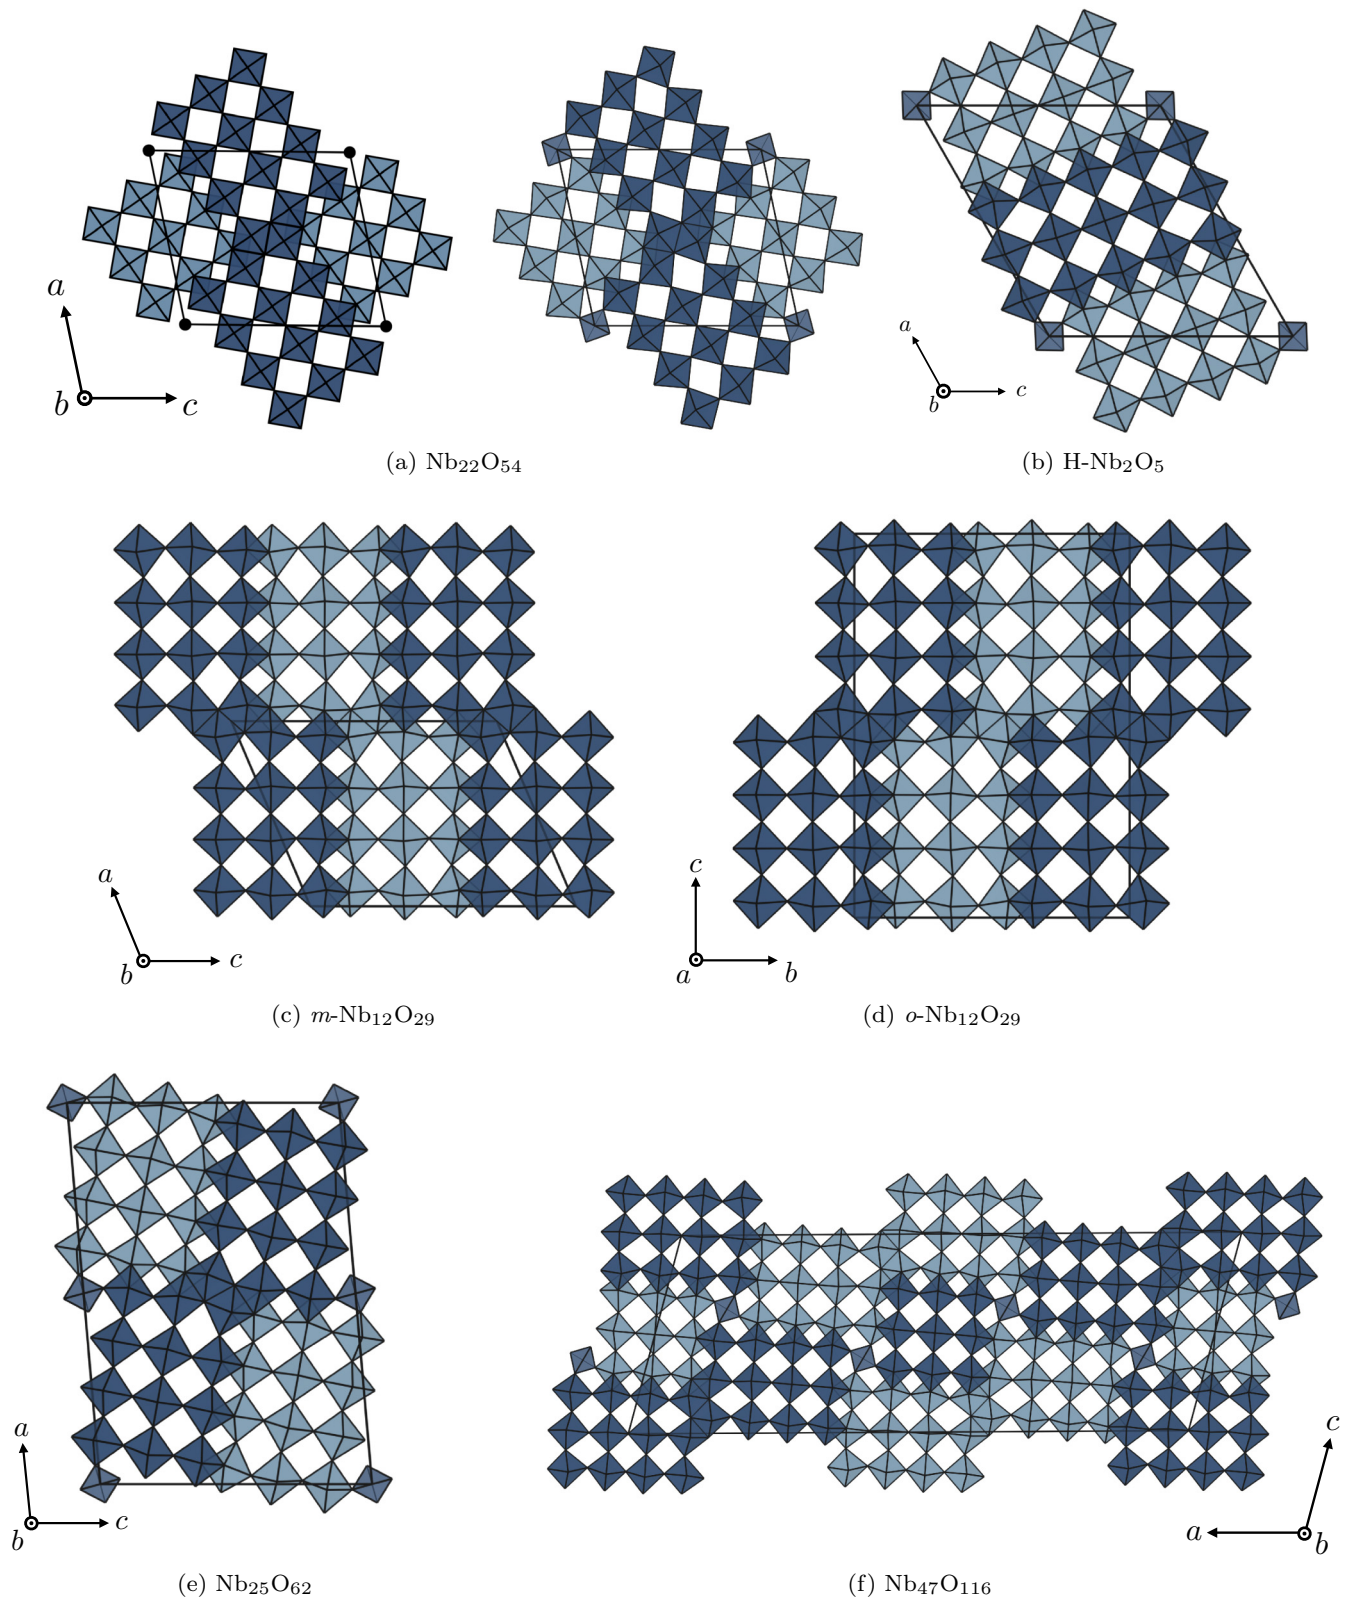 a
b
c
(a) Nb₂₂O₅₄
a
b
c
(b) H-Nb₂O₅
a
b
c
(c) m-Nb₁₂O₂₉
c
a
b
(d) o-Nb₁₂O₂₉
a
b
c
(e) Nb₂₅O₆₂
c
a
b
(f) Nb₄₇O₁₁₆